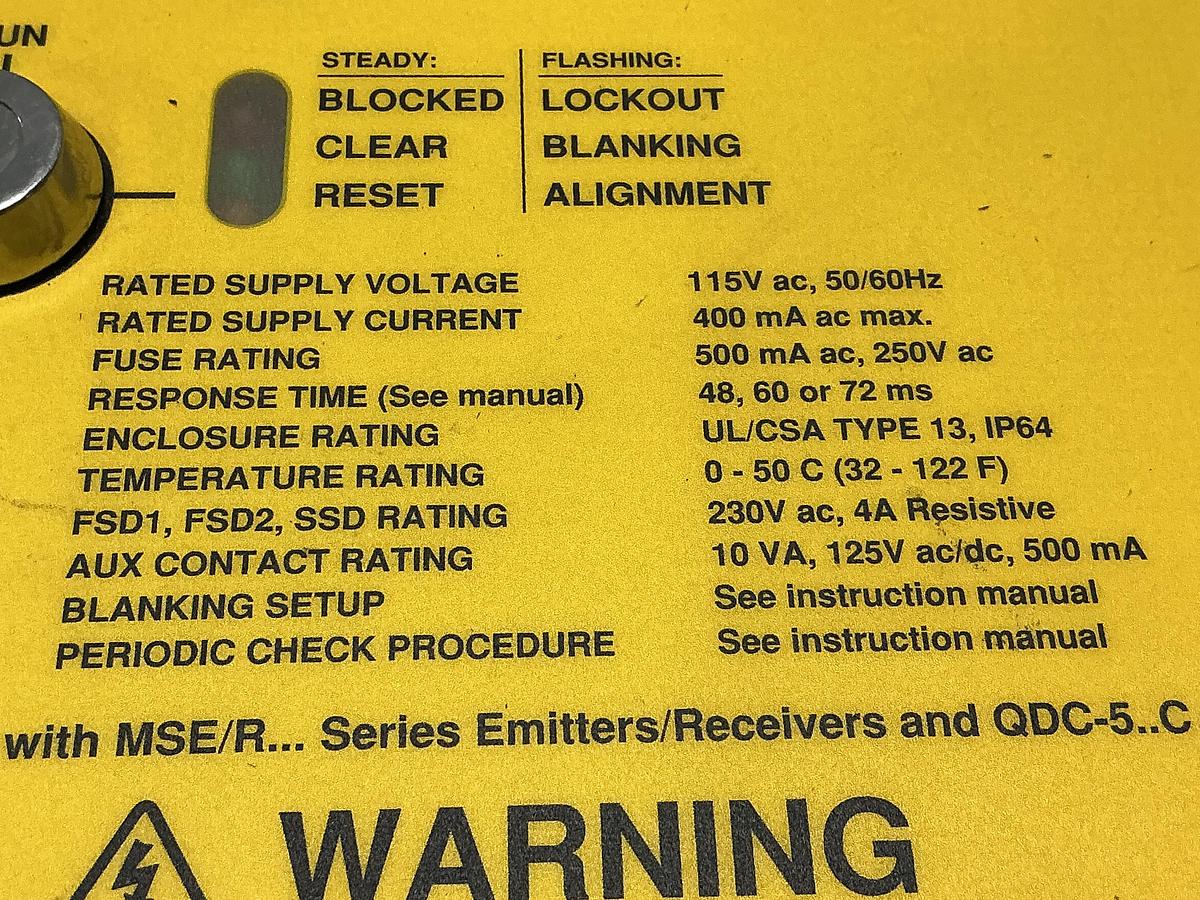 UN
STEADY: FLASHING:
BLOCKED LOCKOUT
CLEAR BLANKING
RESET ALIGNMENT
RATED SUPPLY VOLTAGE 115V ac, 50/60Hz
RATED SUPPLY CURRENT 400 mA ac max.
FUSE RATING 500 mA ac, 250V ac
RESPONSE TIME (See manual) 48, 60 or 72 ms
ENCLOSURE RATING UL/CSA TYPE 13, IP64
TEMPERATURE RATING 0 - 50 C (32 - 122 F)
FSD1, FSD2, SSD RATING 230V ac, 4A Resistive
AUX CONTACT RATING 10 VA, 125V ac/dc, 500 mA
BLANKING SETUP See instruction manual
PERIODIC CHECK PROCEDURE See instruction manual
with MSE/R... Series Emitters/Receivers and QDC-5..C
WARNING